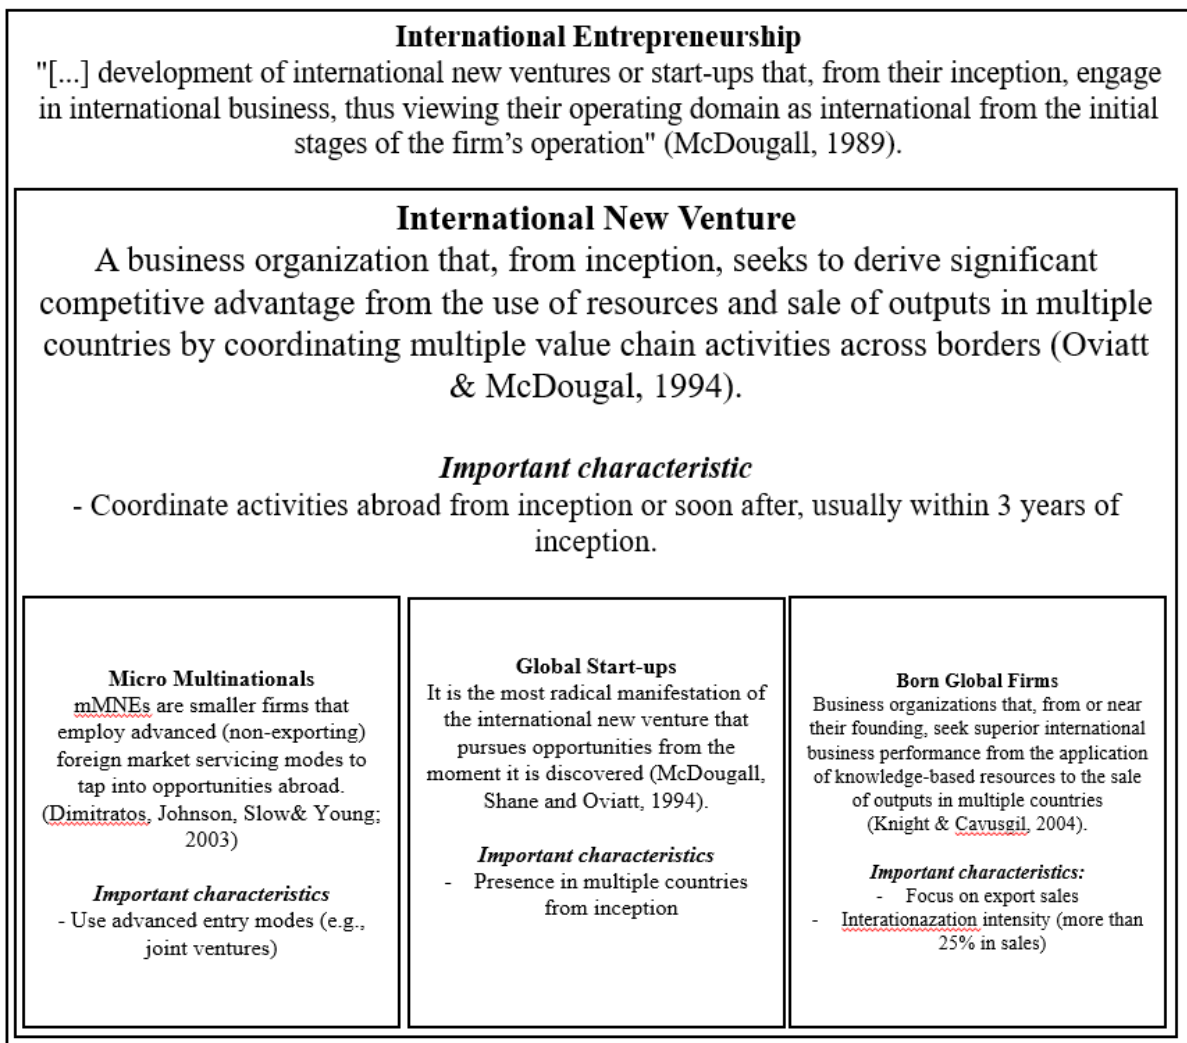 International Entrepreneurship
"[...] development of international new ventures or start-ups that, from their inception, engage
in international business, thus viewing their operating domain as international from the initial
stages of the firm's operation" (McDougall, 1989).
International New Venture
A business organization that, from inception, seeks to derive significant
competitive advantage from the use of resources and sale of outputs in multiple
countries by coordinating multiple value chain activities across borders (Oviatt
& McDougal, 1994).
Important characteristic
- Coordinate activities abroad from inception or soon after, usually within 3 years of
inception.
Micro Multinationals
mMNEs are smaller firms that
employ advanced (non-exporting)
foreign market servicing modes to
tap into opportunities abroad.
(Dimitratos, Johnson, Slow& Young;
2003)
Important characteristics
- Use advanced entry modes (e.g.,
joint ventures)
Global Start-ups
It is the most radical manifestation of
the international new venture that
pursues opportunities from the
moment it is discovered (McDougall,
Shane and Oviatt, 1994).
Important characteristics
- Presence in multiple countries
from inception
Born Global Firms
Business organizations that, from or near
their founding, seek superior international
business performance from the application
of knowledge-based resources to the sale
of outputs in multiple countries
(Knight & Cavusgil, 2004).
Important characteristics:
- Focus on export sales
- Interationazation intensity (more than
25% in sales)